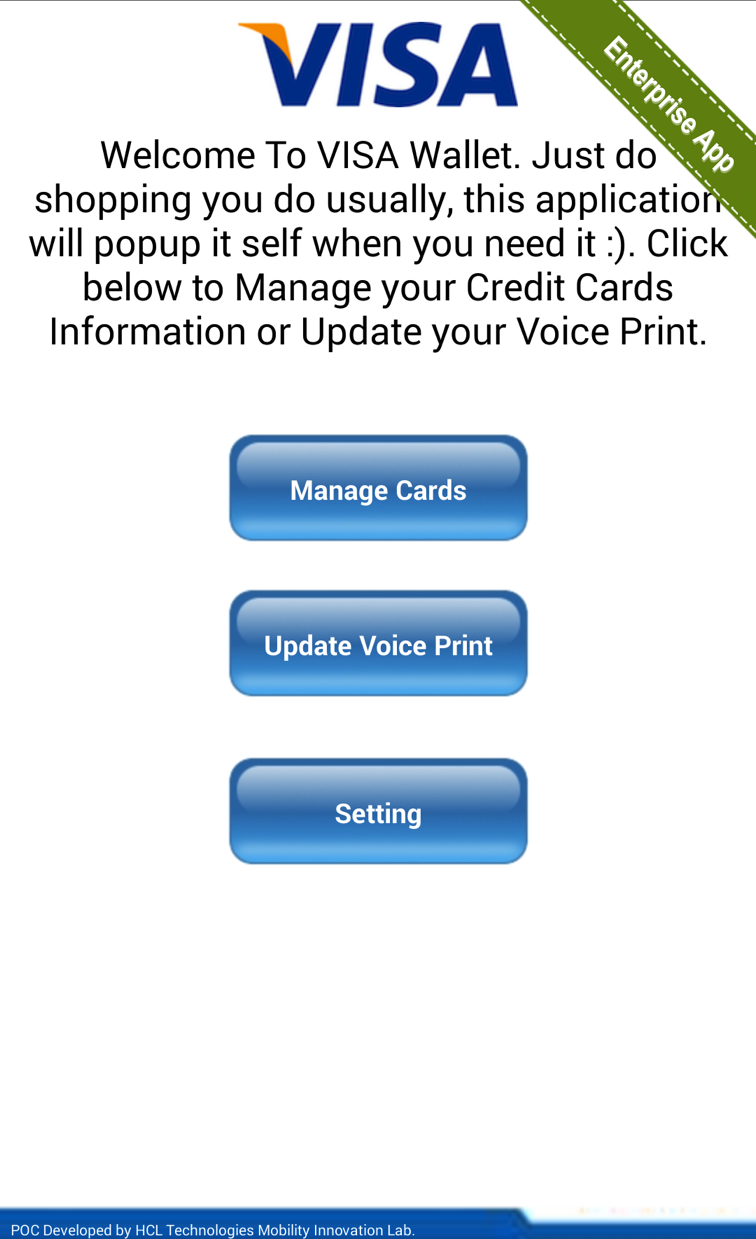 VISA
Enterprise App
Welcome To VISA Wallet. Just do
shopping you do usually, this application
will popup it self when you need it :). Click
below to Manage your Credit Cards
Information or Update your Voice Print.
Manage Cards
Update Voice Print
Setting
POC Developed by HCL Technologies Mobility Innovation Lab.